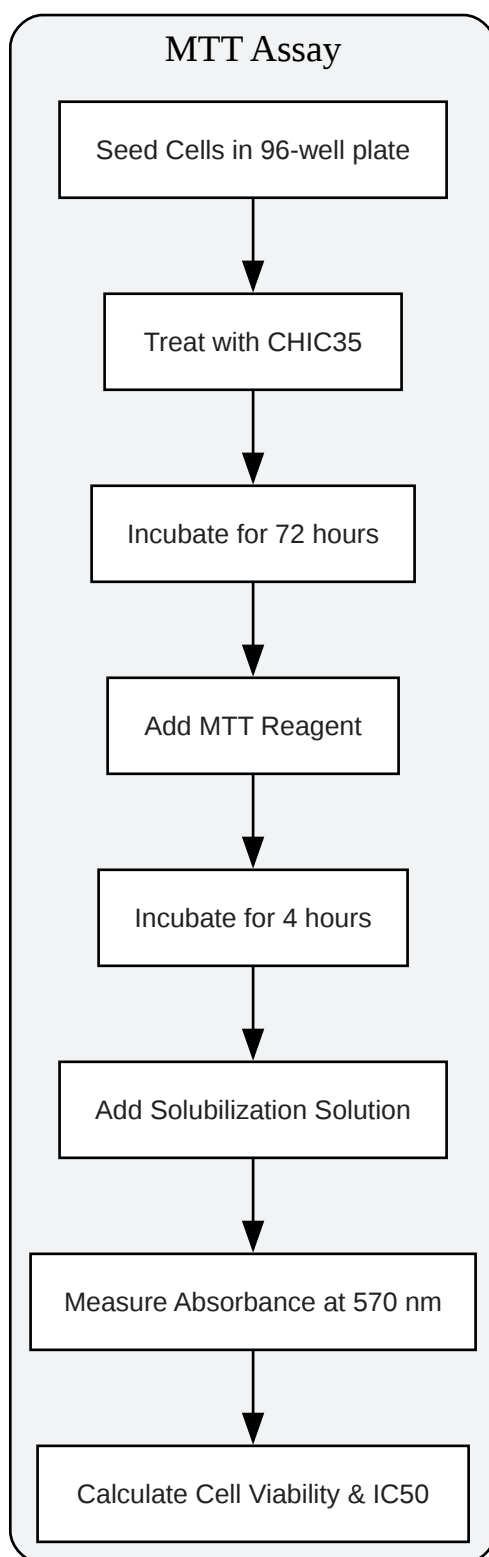 MTT Assay
Seed Cells in 96-well plate
Treat with CHIC35
Incubate for 72 hours
Add MTT Reagent
Incubate for 4 hours
Add Solubilization Solution
Measure Absorbance at 570 nm
Calculate Cell Viability & IC50